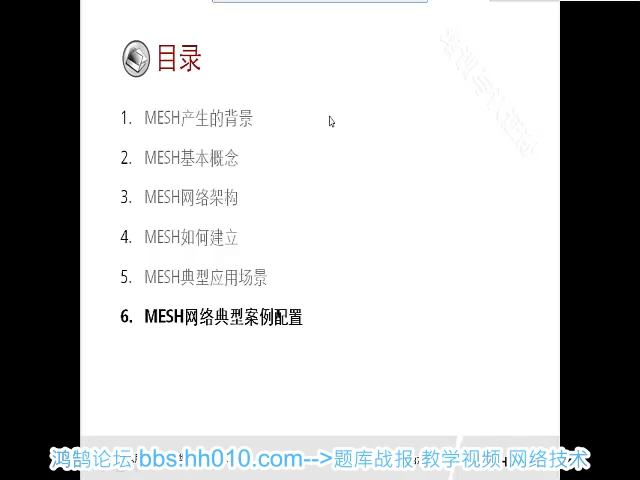 目录
1. MESH产生的背景
2. MESH基本概念
3. MESH网络架构
4. MESH如何建立
5. MESH典型应用场景
6. MESH网络典型案例配置
鸿鹄论坛 bbs.hh010.com-->题库战报 教学视频 网络技术